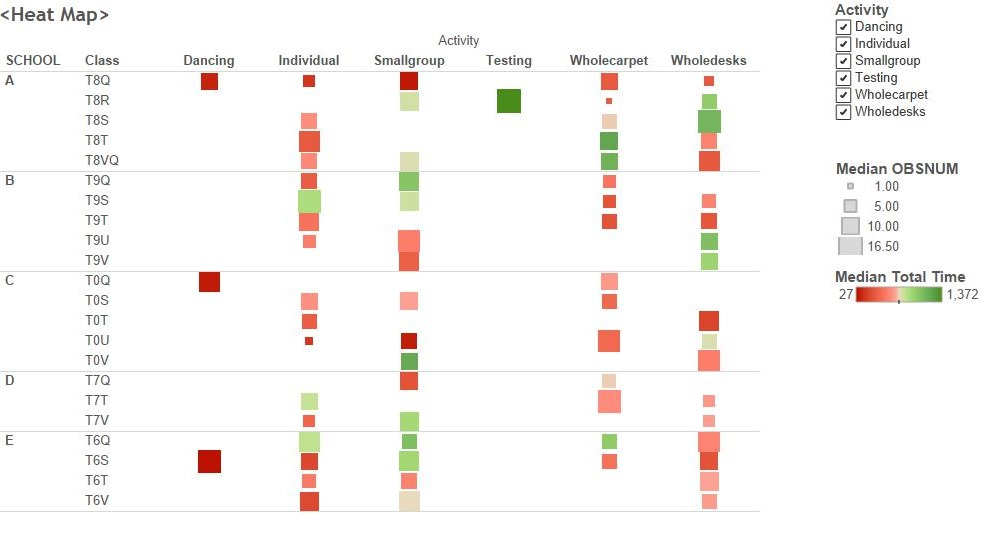 <Heat Map>
Activity
SCHOOL Class Dancing Individual Smallgroup Testing Wholecarpet Wholedesks
A T8Q
T8R
T8S
T8T
T8VQ
B T9Q
T9S
T9T
T9U
T9V
C T0Q
T0S
T0T
T0U
T0V
D T7Q
T7T
T7V
E T6Q
T6S
T6T
T6V
Activity
Dancing
Individual
Smallgroup
Testing
Wholecarpet
Wholedesks
Median OBSNUM
1.00
5.00
10.00
16.50
Median Total Time
27 1,372